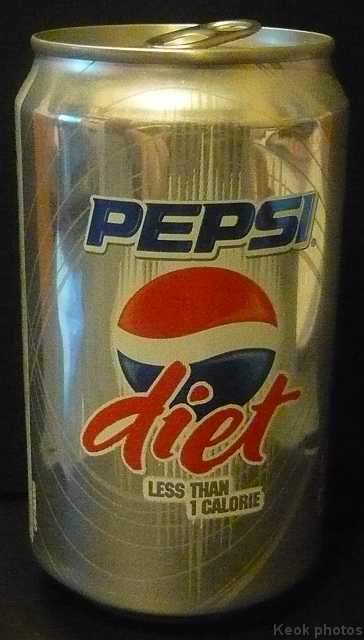 PEPSI
diet
LESS THAN
1 CALORIE
Keok photos